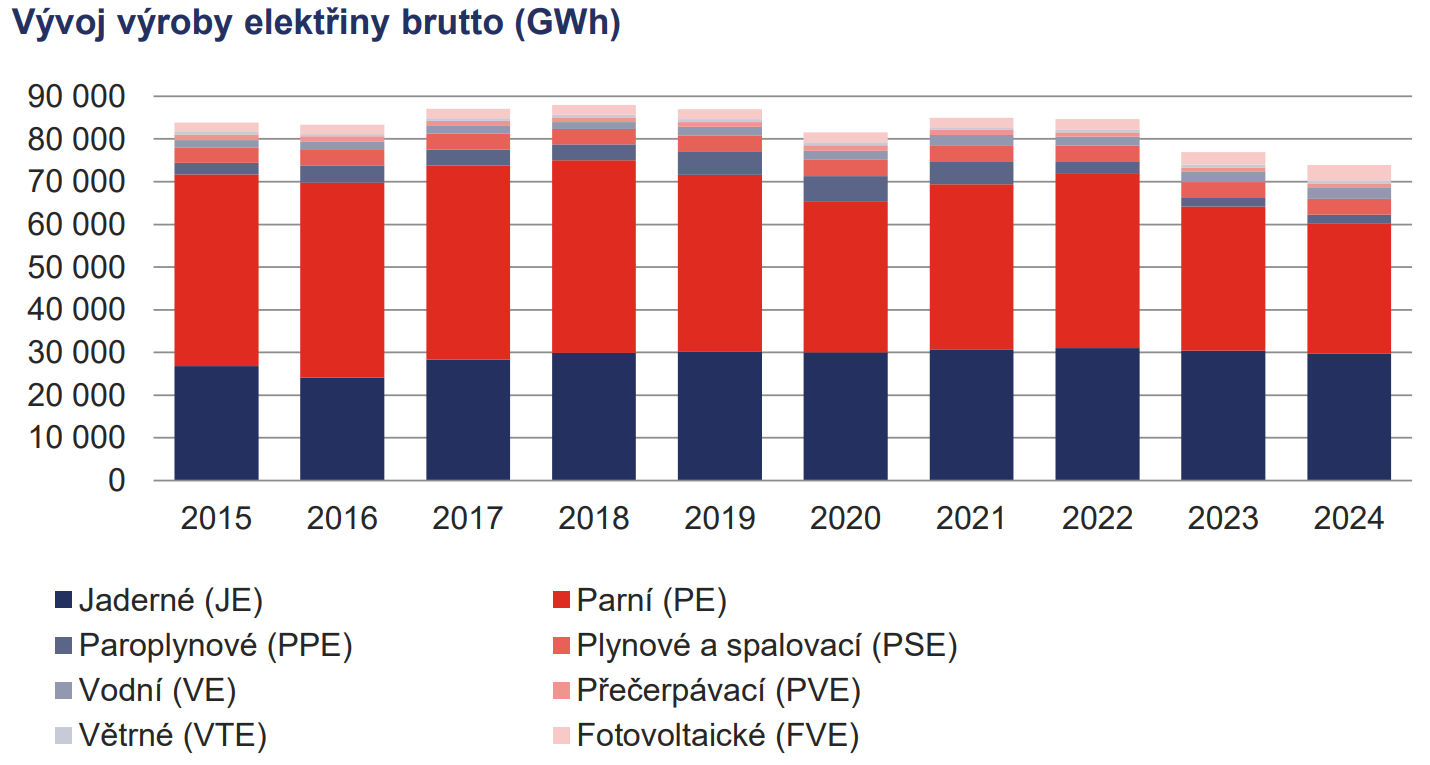 Vývoj výroby elektřiny brutto (GWh)
90 000
80 000
70 000
60 000
50 000
40 000
30 000
20 000
10 000
0
2015 2016 2017 2018 2019 2020 2021 2022 2023 2024
Jaderné (JE) Parní (PE)
Paroplynové (PPE) Plynové a spalovací (PSE)
Vodní (VE) Přečerpávací (PVE)
Větrné (VTE) Fotovoltaické (FVE)